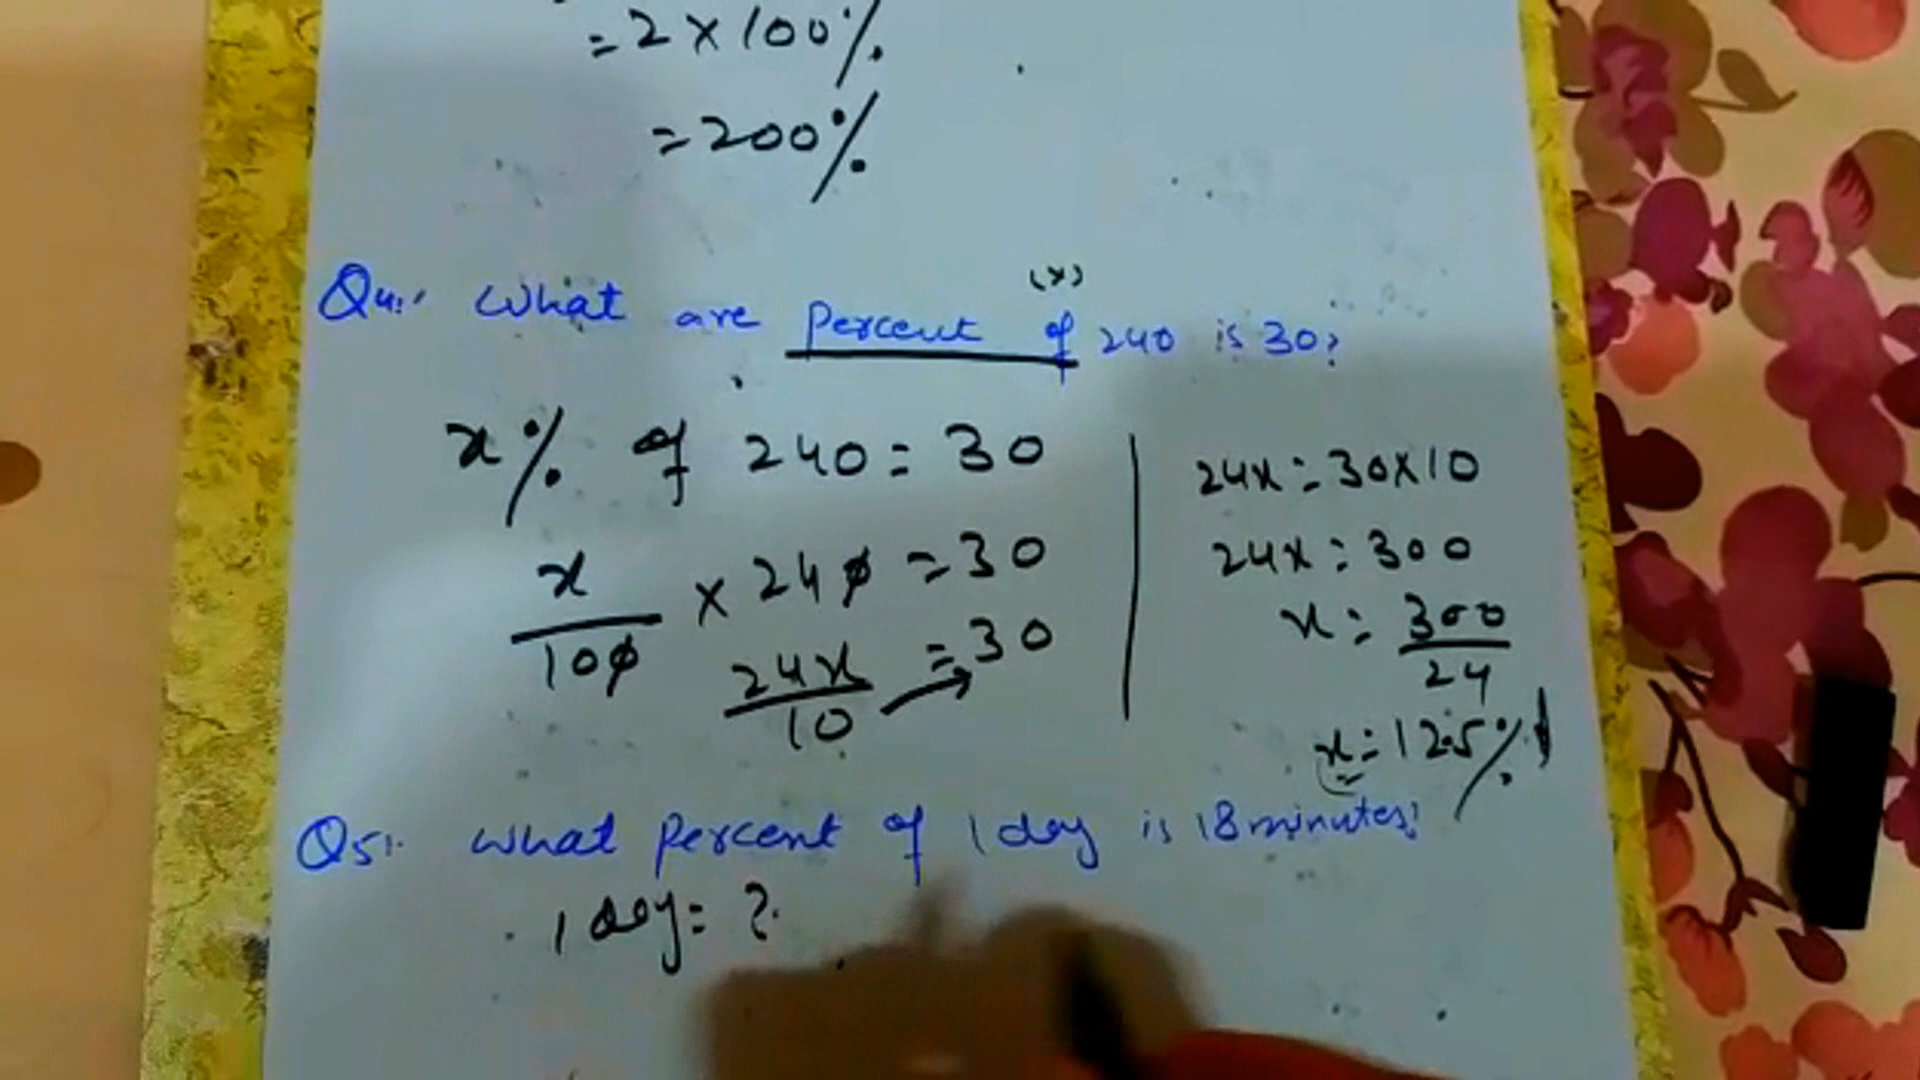 = 2 × 100%
= 200%
(x)
Q4:. What are percent of 240 is 30?
x% of 240 = 30
x/100 × 240 = 30
24x/10 = 30
24x = 30×10
24x = 300
x = 300/24
x = 12.5%
Q5:. What percent of 1 day is 18 minutes?
1 day = ?